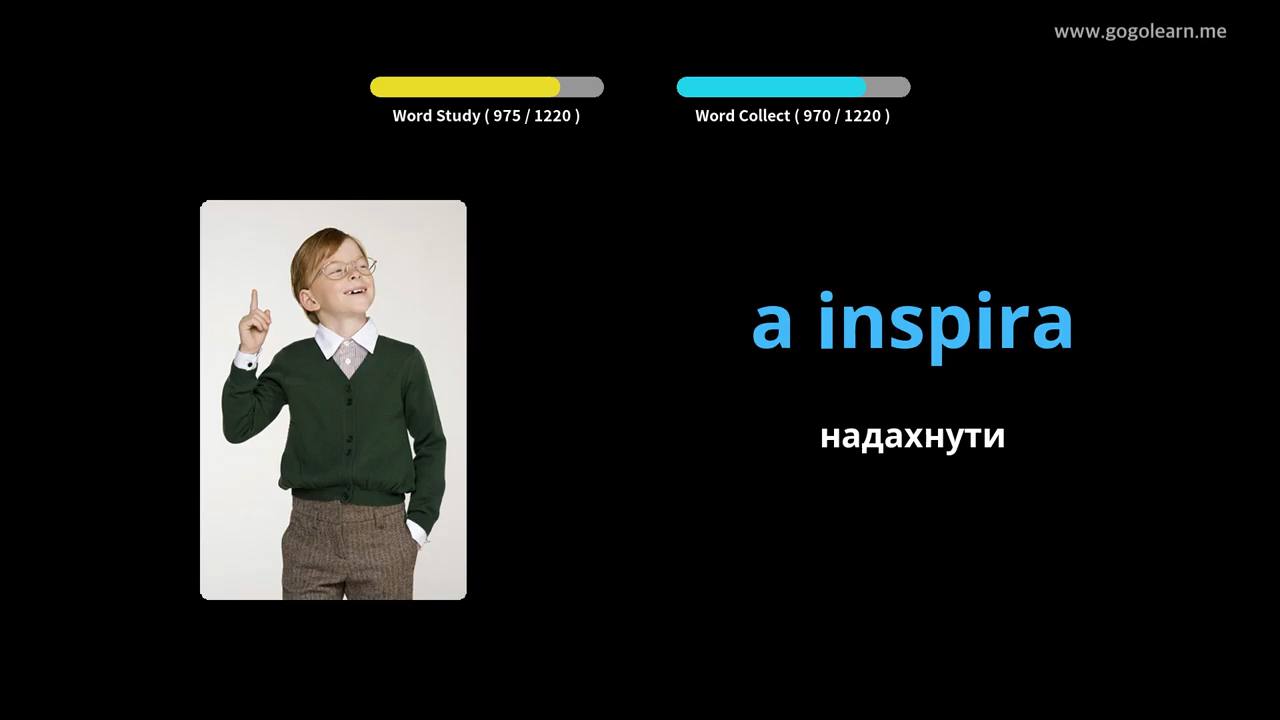 www.gogolearn.me
Word Study ( 975 / 1220 )
Word Collect ( 970 / 1220 )
a inspira
надахнути